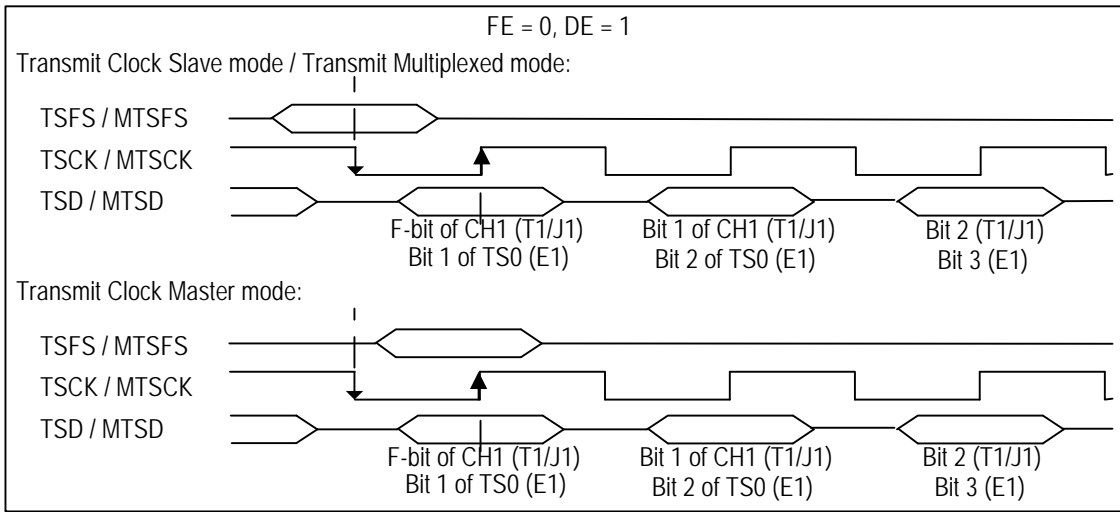 FE = 0, DE = 1
Transmit Clock Slave mode / Transmit Multiplexed mode:
TSFS / MTSFS
TSCK / MTSCK
TSD / MTSD
F-bit of CH1 (T1/J1)
Bit 1 of TS0 (E1)
Bit 1 of CH1 (T1/J1)
Bit 2 of TS0 (E1)
Bit 2 (T1/J1)
Bit 3 (E1)
Transmit Clock Master mode:
TSFS / MTSFS
TSCK / MTSCK
TSD / MTSD
F-bit of CH1 (T1/J1)
Bit 1 of TS0 (E1)
Bit 1 of CH1 (T1/J1)
Bit 2 of TS0 (E1)
Bit 2 (T1/J1)
Bit 3 (E1)